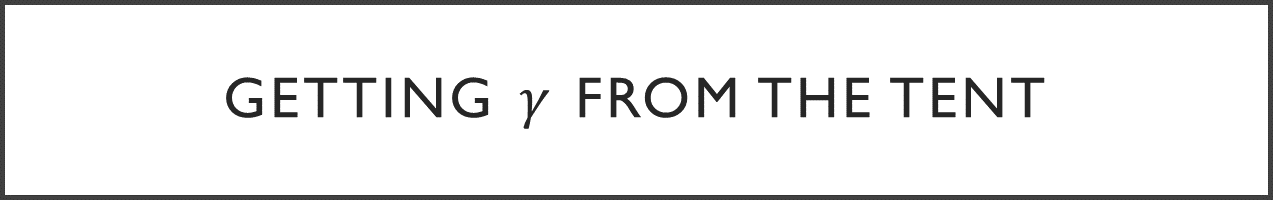 GETTING γ FROM THE TENT